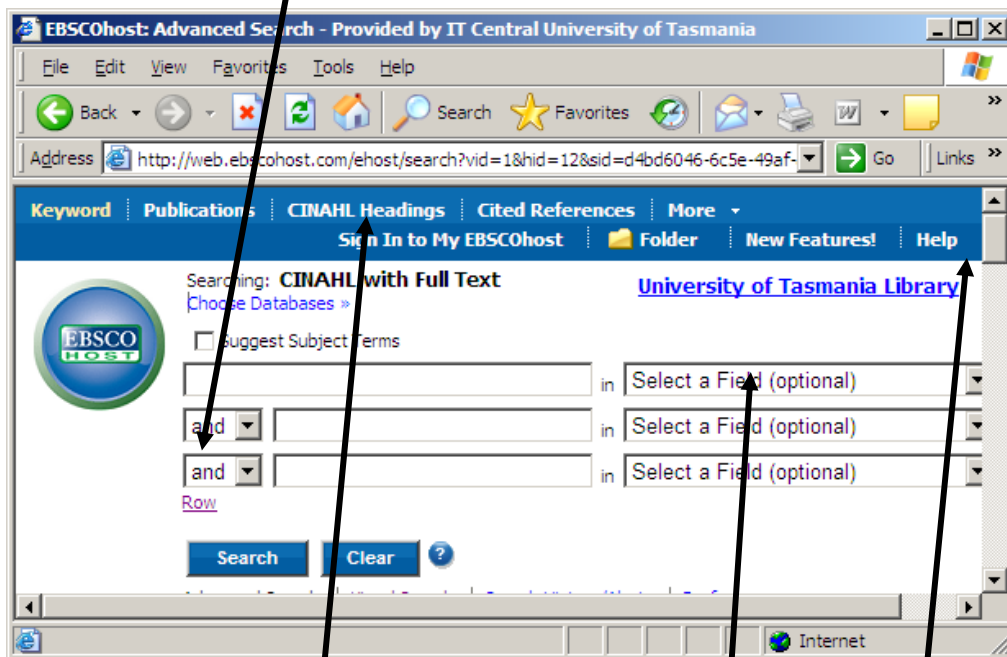 EBSCOhost: Advanced Search - Provided by IT Central University of Tasmania
File Edit View Favorites Tools Help
Back Search Favorites
Address http://web.ebscohost.com/ehost/search?vid=1&hid=12&sid=d4bd6046-6c5e-49af- Go Links
Keyword Publications CINAHL Headings Cited References More
Sign In to My EBSCOhost Folder New Features! Help
Searching: CINAHL with Full Text University of Tasmania Library
Choose Databases »
EBSCO
HOST
Suggest Subject Terms
in Select a Field (optional)
and in Select a Field (optional)
and in Select a Field (optional)
Row
Search Clear ?
Internet